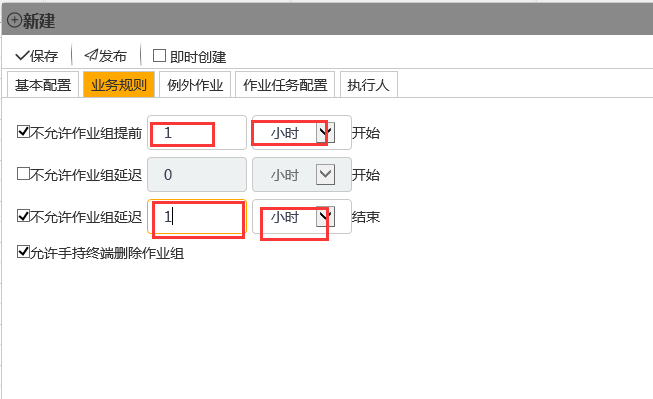 新建
保存 发布 即时创建
基本配置 业务规则 例外作业 作业任务配置 执行人
不允许作业组提前 1 小时 开始
不允许作业组延迟 0 小时 开始
不允许作业组延迟 1 小时 结束
允许手持终端删除作业组